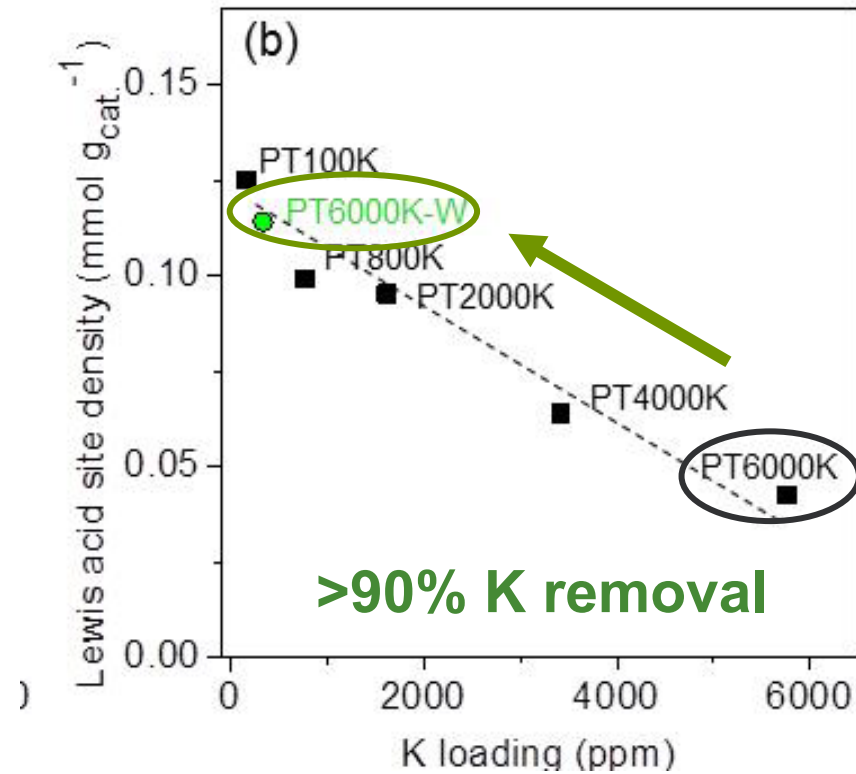 (b)
Lewis acid site density (mmol g_cat.^-1)
0.15
0.10
0.05
0.00
PT100K
PT6000K-W
PT800K
PT2000K
PT4000K
PT6000K
>90% K removal
0 2000 4000 6000
K loading (ppm)